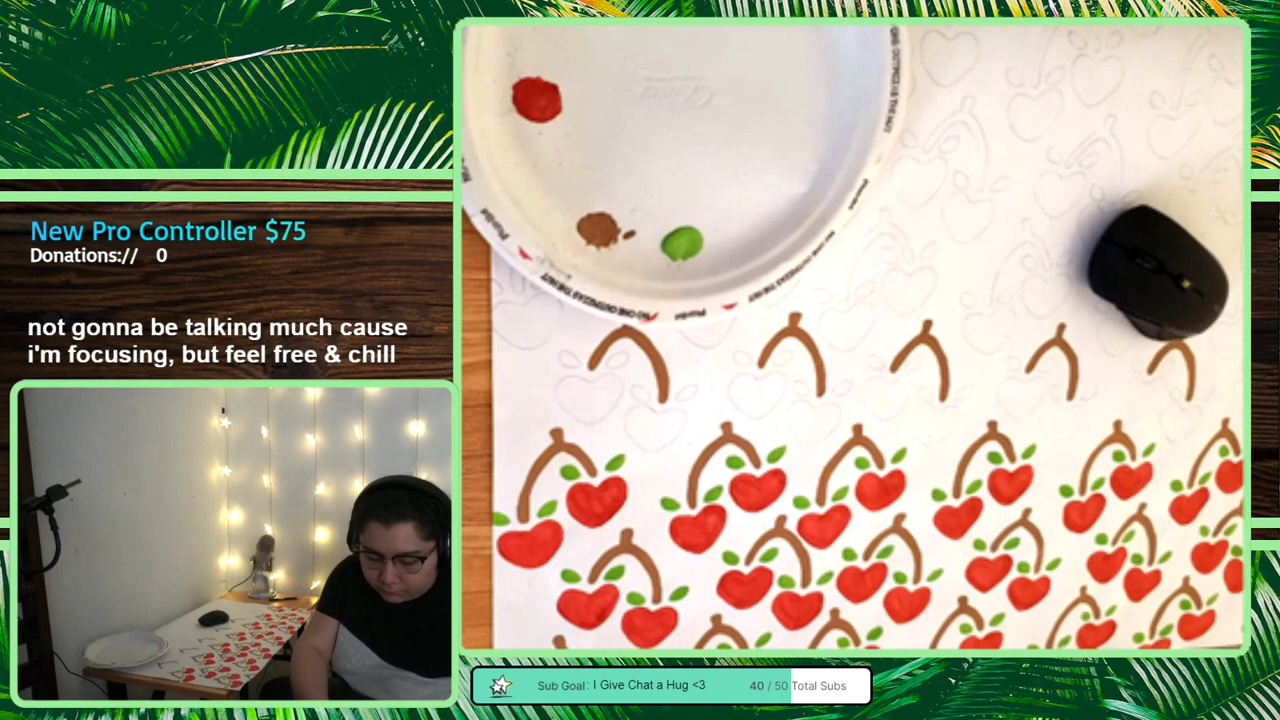 New Pro Controller $75
Donations:// 0
not gonna be talking much cause
i'm focusing, but feel free & chill
Sub Goal: I Give Chat a Hug <3 40 / 50 Total Subs